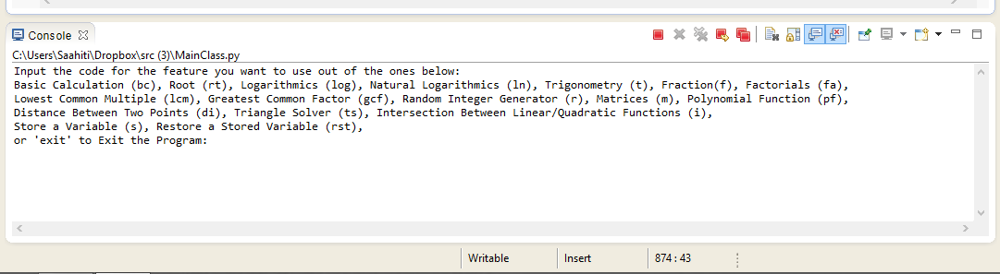 Console
C:\Users\Saahiti\Dropbox\src (3)\MainClass.py
Input the code for the feature you want to use out of the ones below:
Basic Calculation (bc), Root (rt), Logarithmics (log), Natural Logarithmics (ln), Trigonometry (t), Fraction(f), Factorials (fa),
Lowest Common Multiple (lcm), Greatest Common Factor (gcf), Random Integer Generator (r), Matrices (m), Polynomial Function (pf),
Distance Between Two Points (di), Triangle Solver (ts), Intersection Between Linear/Quadratic Functions (i),
Store a Variable (s), Restore a Stored Variable (rst),
or 'exit' to Exit the Program:
Writable Insert 874 : 43